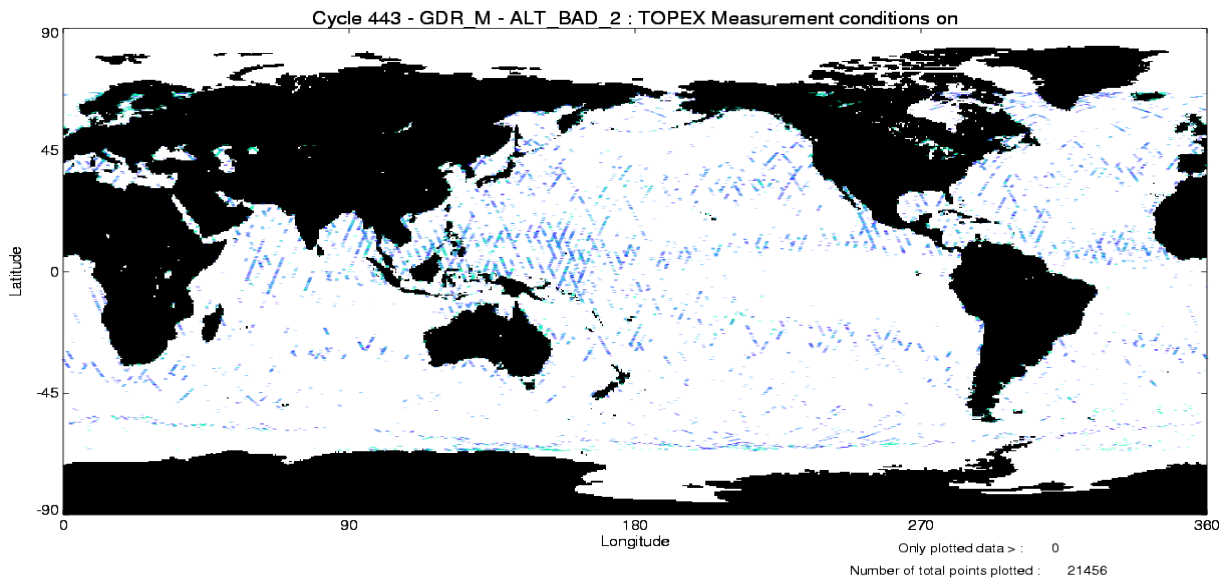 Cycle 443 - GDR_M - ALT_BAD_2 : TOPEX Measurement conditions on
90
45
0
-45
-90
Latitude
0 90 180 270 360
Longitude
Only plotted data > : 0
Number of total points plotted : 21456